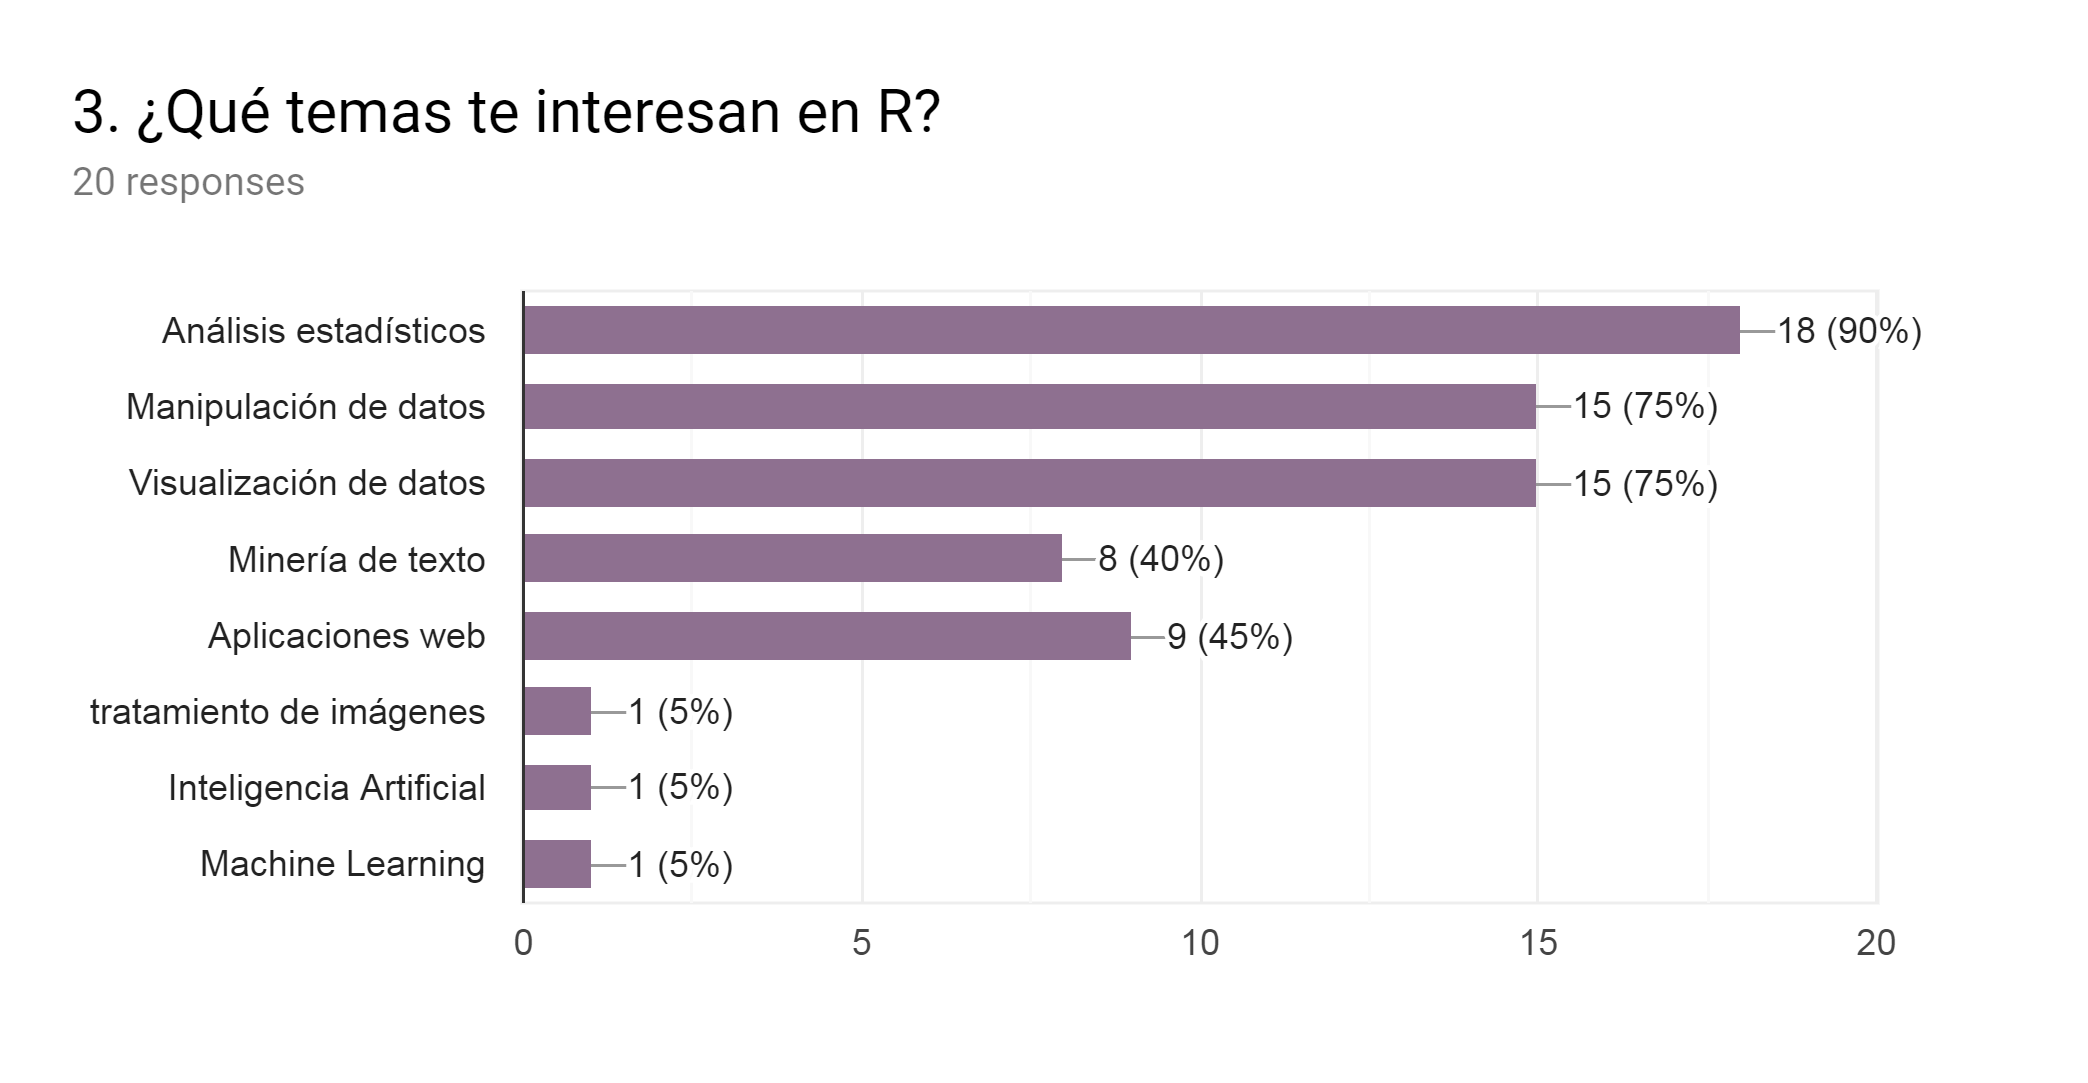 3. ¿Qué temas te interesan en R?
20 responses
Análisis estadísticos 18 (90%)
Manipulación de datos 15 (75%)
Visualización de datos 15 (75%)
Minería de texto 8 (40%)
Aplicaciones web 9 (45%)
tratamiento de imágenes 1 (5%)
Inteligencia Artificial 1 (5%)
Machine Learning 1 (5%)
0 5 10 15 20